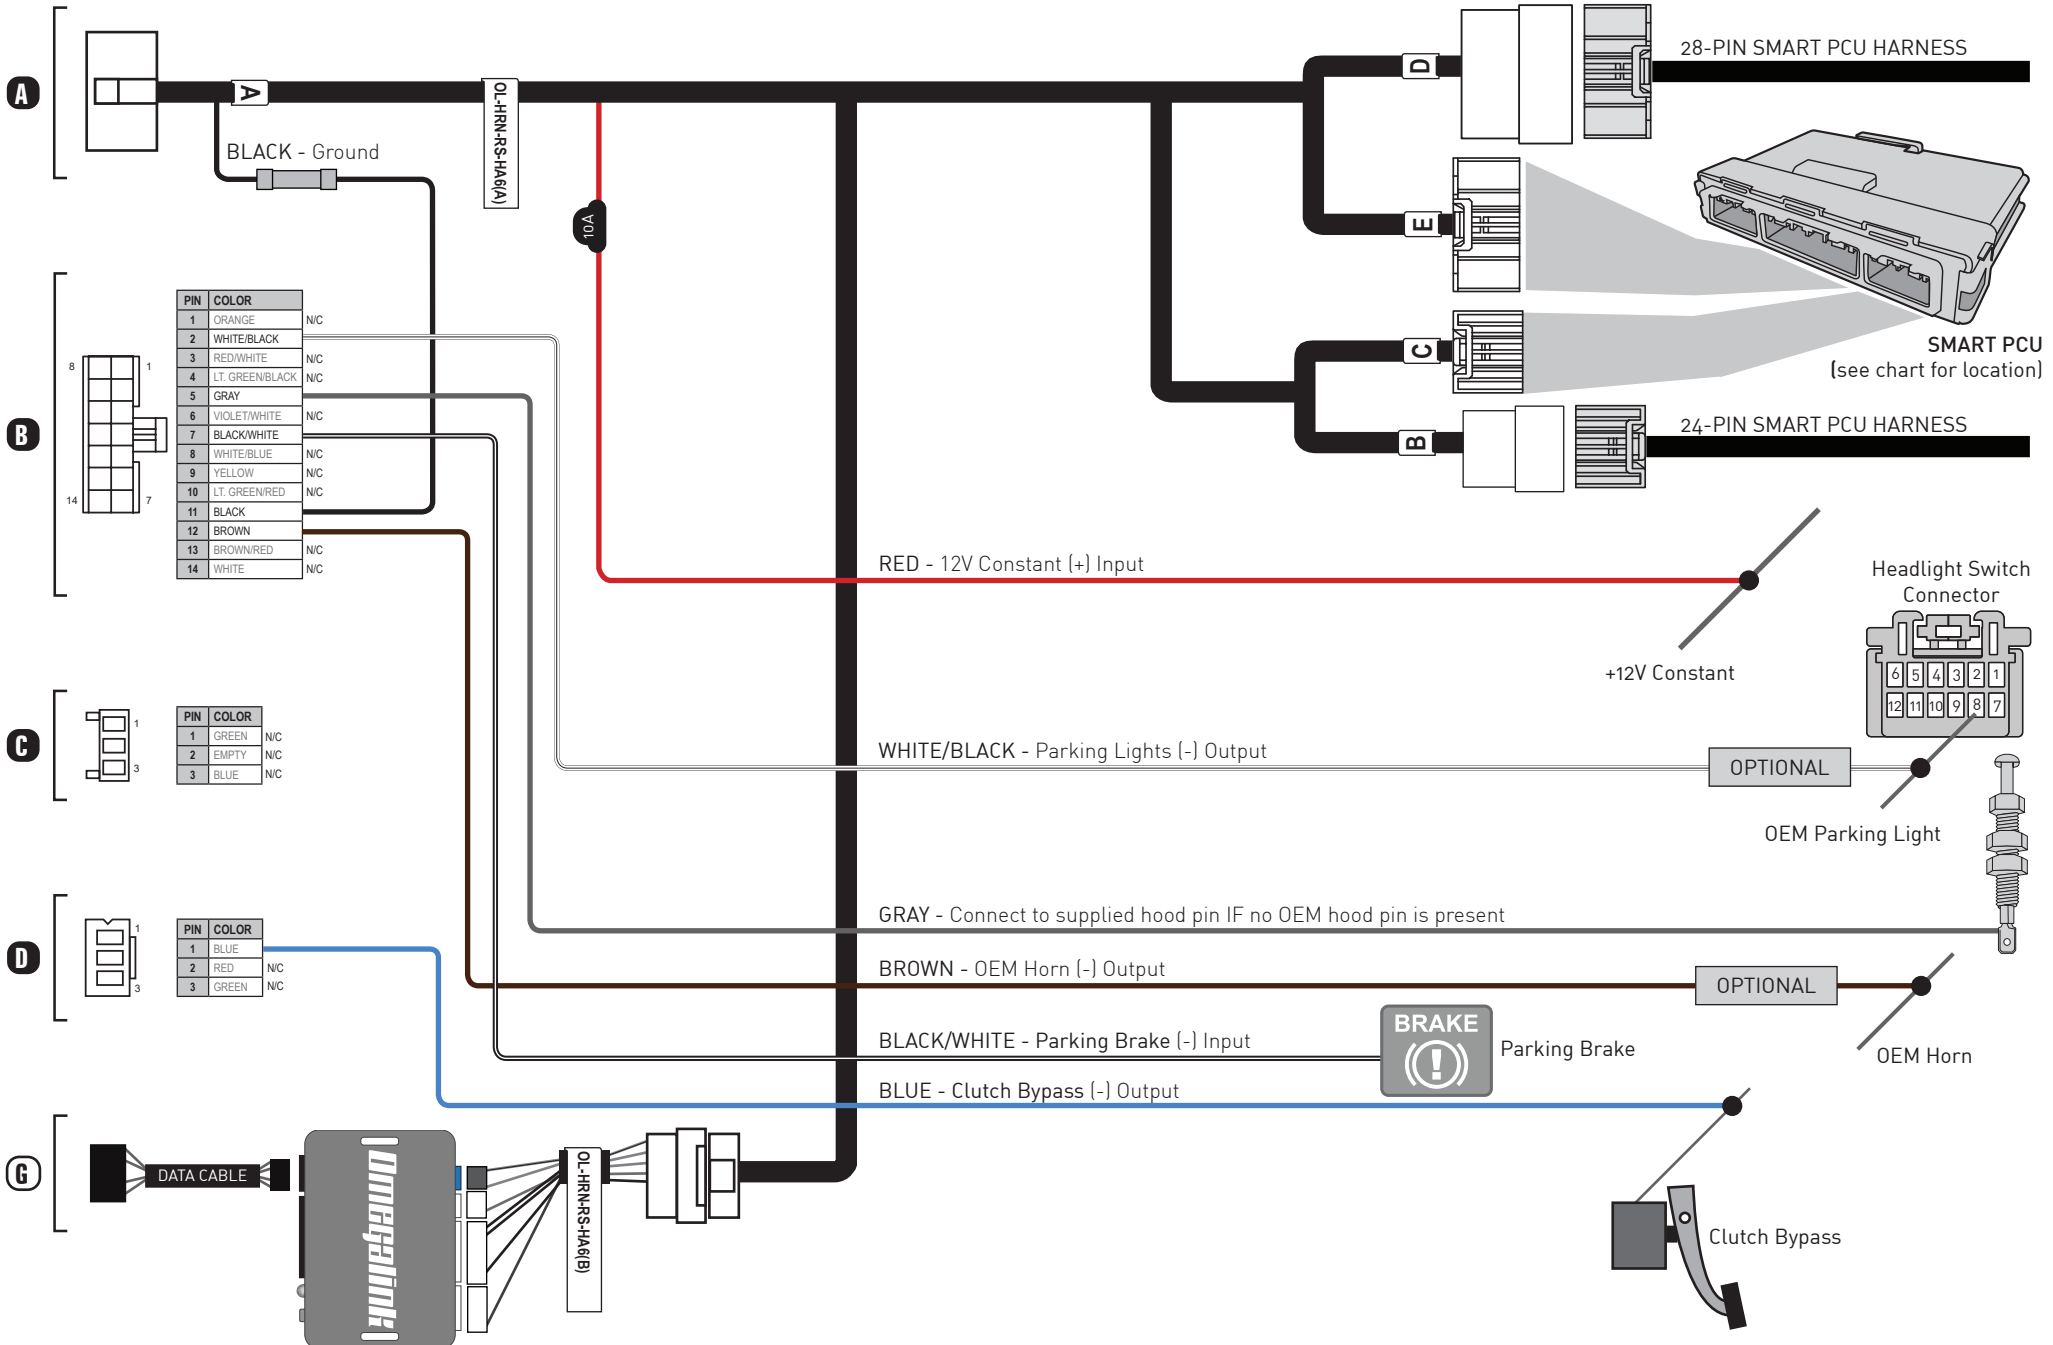 A
A
BLACK - Ground
OL-HRN-RS-HA6(A)
10A
D
28-PIN SMART PCU HARNESS
E
C
B
24-PIN SMART PCU HARNESS
SMART PCU
(see chart for location)
B
8 1
14 7
PIN COLOR
1 ORANGE N/C
2 WHITE/BLACK
3 RED/WHITE N/C
4 LT. GREEN/BLACK N/C
5 GRAY
6 VIOLET/WHITE N/C
7 BLACK/WHITE
8 WHITE/BLUE N/C
9 YELLOW N/C
10 LT. GREEN/RED N/C
11 BLACK
12 BROWN
13 BROWN/RED N/C
14 WHITE N/C
RED - 12V Constant (+) Input
+12V Constant
Headlight Switch
Connector
6 5 4 3 2 1
12 11 10 9 8 7
C
1
3
PIN COLOR
1 GREEN N/C
2 EMPTY N/C
3 BLUE N/C
WHITE/BLACK - Parking Lights (-) Output
OPTIONAL
OEM Parking Light
D
1
3
PIN COLOR
1 BLUE
2 RED N/C
3 GREEN N/C
GRAY - Connect to supplied hood pin IF no OEM hood pin is present
BROWN - OEM Horn (-) Output
OPTIONAL
OEM Horn
BLACK/WHITE - Parking Brake (-) Input
BRAKE
Parking Brake
BLUE - Clutch Bypass (-) Output
Clutch Bypass
G
DATA CABLE
Omegalink
OL-HRN-RS-HA6(B)